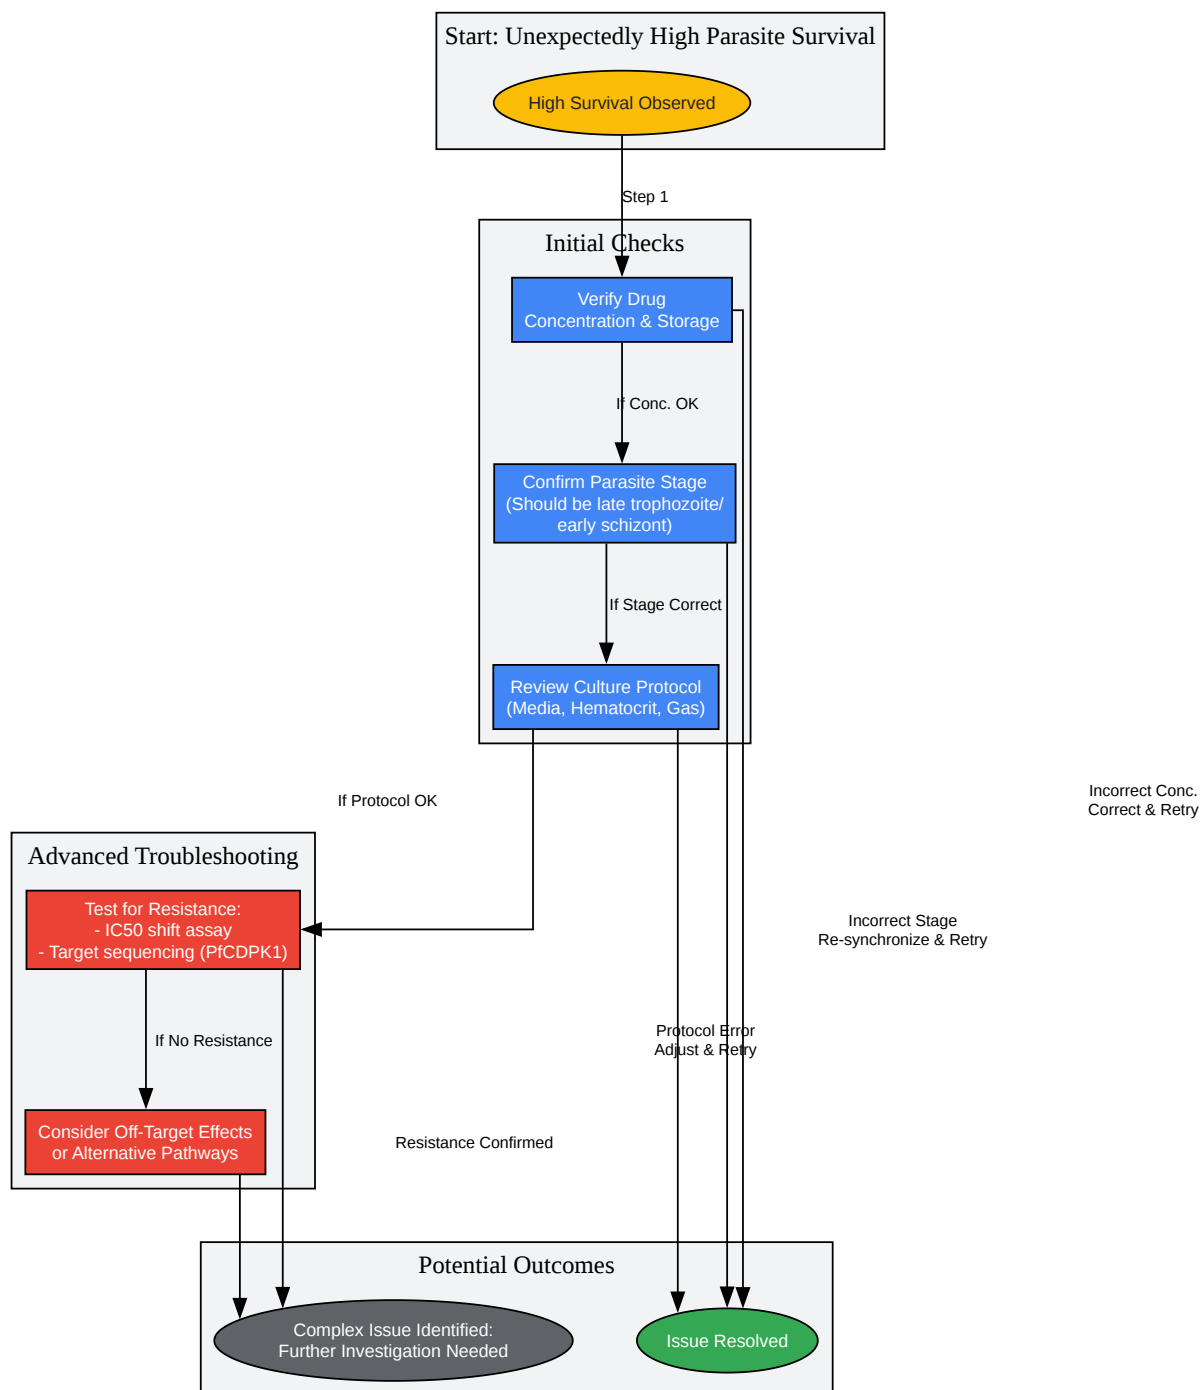 Start: Unexpectedly High Parasite Survival
High Survival Observed
Step 1
Initial Checks
Verify Drug
Concentration & Storage
If Conc. OK
Confirm Parasite Stage
(Should be late trophozoite/
early schizont)
If Stage Correct
Review Culture Protocol
(Media, Hematocrit, Gas)
If Protocol OK
Incorrect Conc.
Correct & Retry
Advanced Troubleshooting
Test for Resistance:
- IC50 shift assay
- Target sequencing (PfCDPK1)
Incorrect Stage
Re-synchronize & Retry
If No Resistance
Protocol Error
Adjust & Retry
Consider Off-Target Effects
or Alternative Pathways
Resistance Confirmed
Potential Outcomes
Complex Issue Identified:
Further Investigation Needed
Issue Resolved